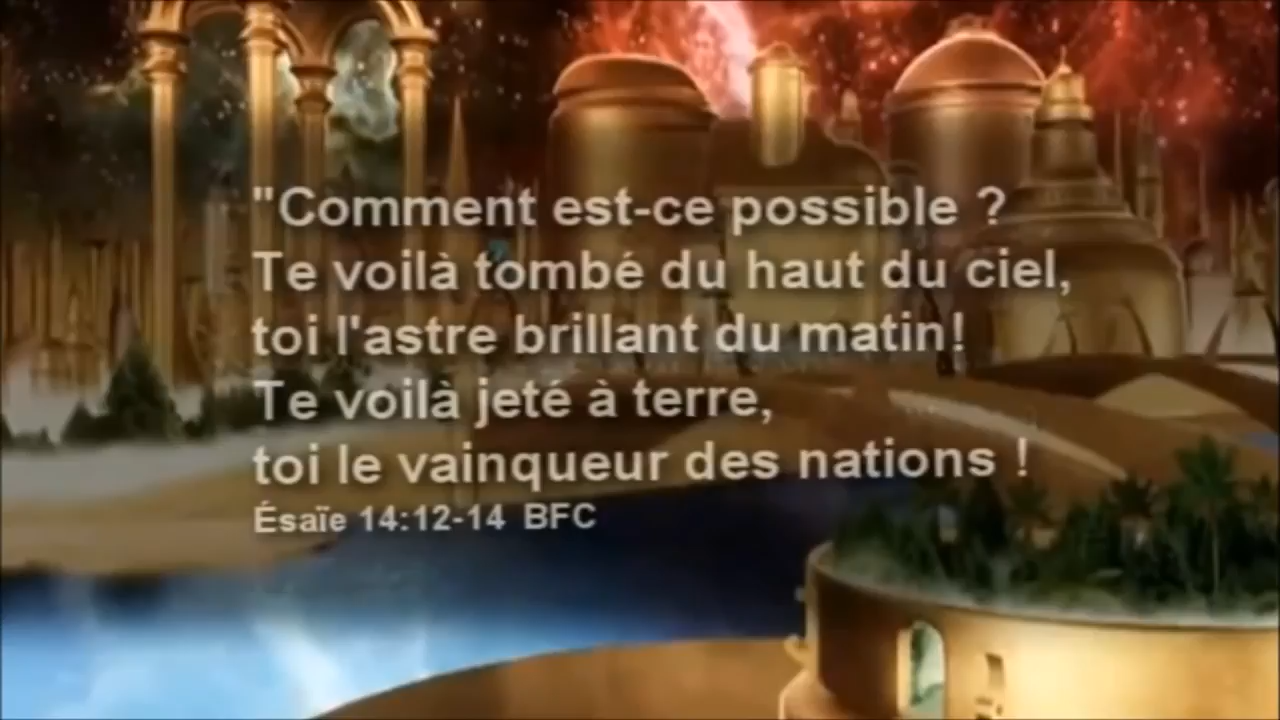 "Comment est-ce possible ?
Te voilà tombé du haut du ciel,
toi l'astre brillant du matin!
Te voilà jeté à terre,
toi le vainqueur des nations !
Ésaïe 14:12-14 BFC